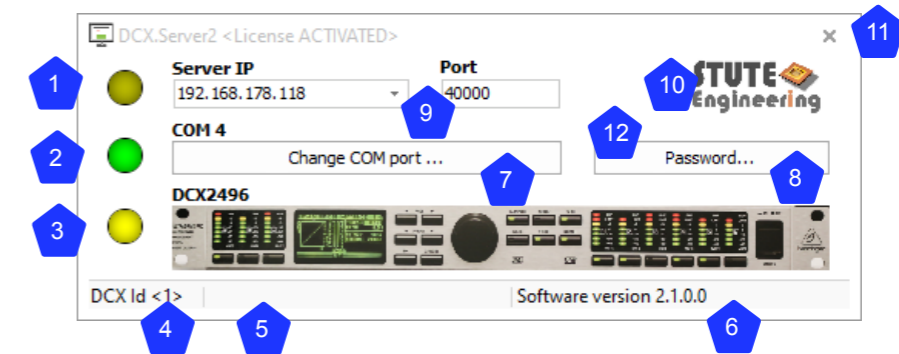 DCX.Server2 <License ACTIVATED>
11
1
Server IP
Port
10
STUTE
Engineering
192.168.178.118
40000
9
2
COM 4
12
Change COM port ...
Password...
7
8
3
DCX2496
DCX Id <1>
Software version 2.1.0.0
4
5
6